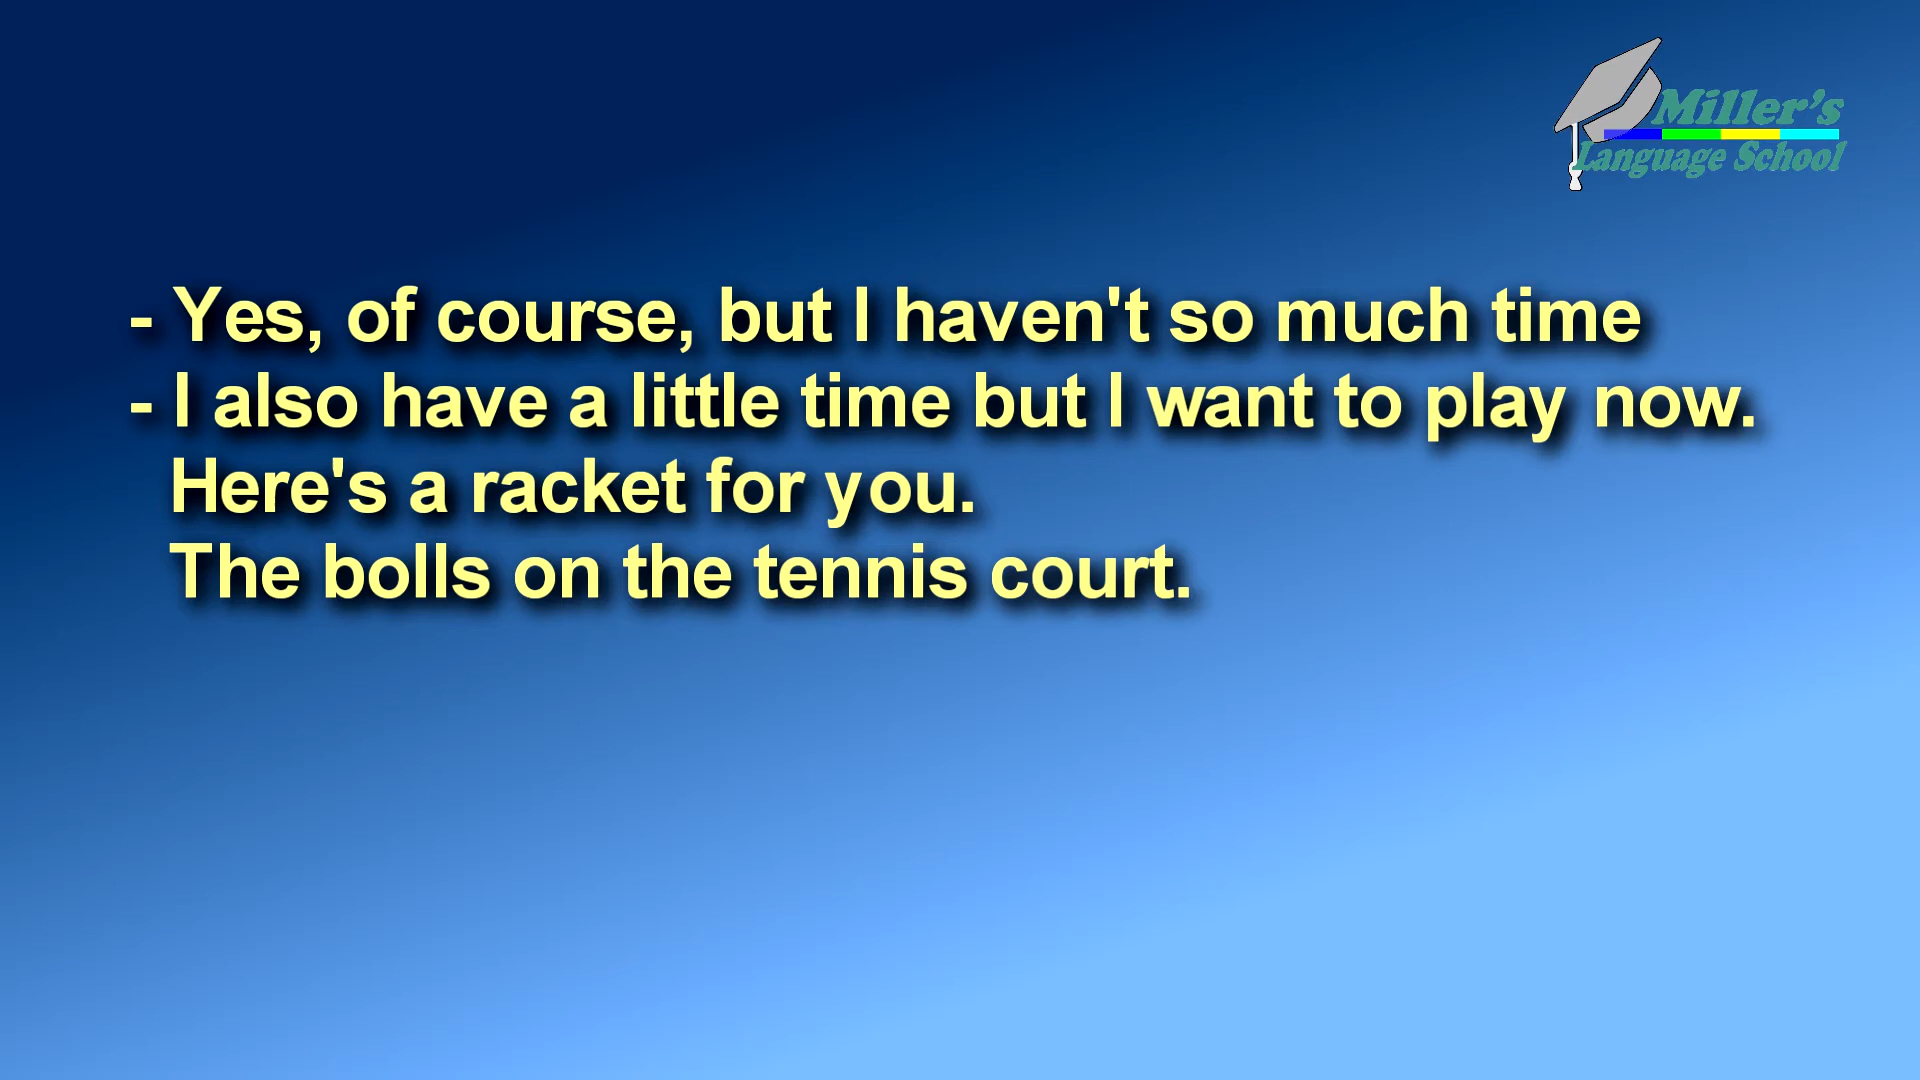 Miller's
Language School
- Yes, of course, but I haven't so much time
- I also have a little time but I want to play now.
Here's a racket for you.
The bolls on the tennis court.